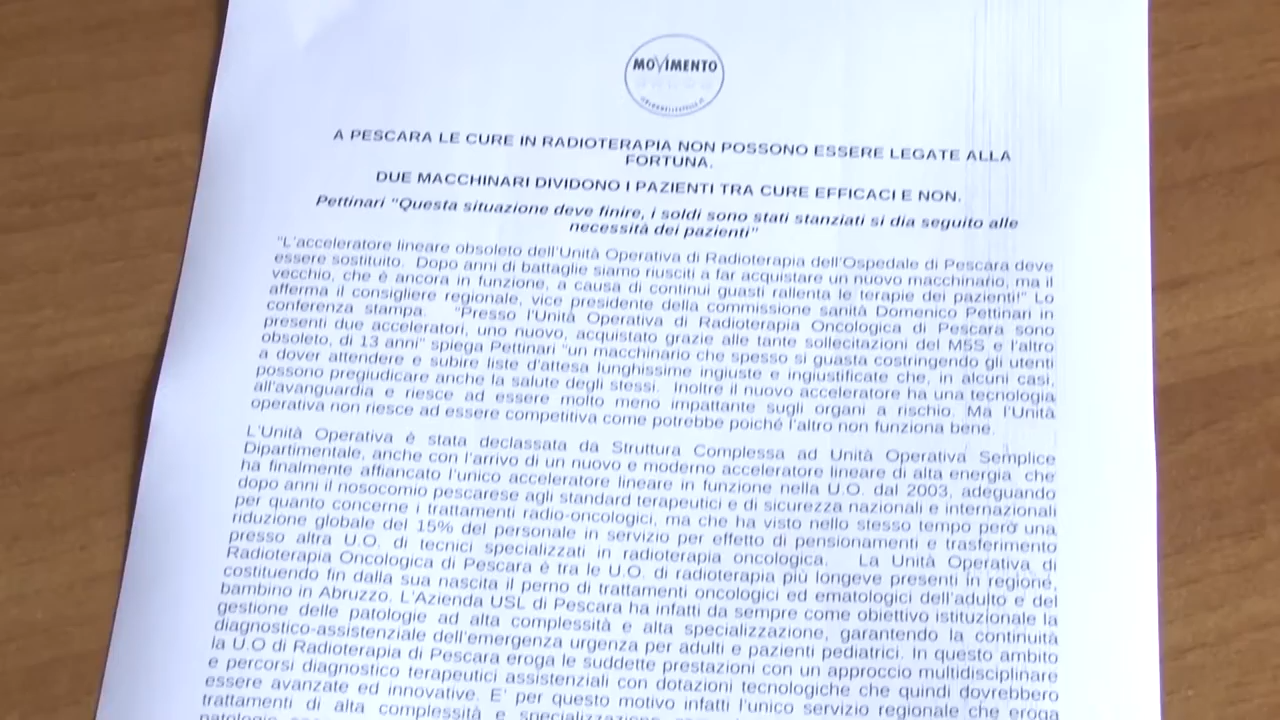 MOVIMENTO
A PESCARA LE CURE IN RADIOTERAPIA NON POSSONO ESSERE LEGATE ALLA
FORTUNA.
DUE MACCHINARI DIVIDONO I PAZIENTI TRA CURE EFFICACI E NON.
Pettinari “Questa situazione deve finire, i soldi sono stati stanziati si dia seguito alle
necessità dei pazienti”
“L’acceleratore lineare obsoleto dell’Unità Operativa di Radioterapia dell’Ospedale di Pescara deve
essere sostituito. Dopo anni di battaglie siamo riusciti a far acquistare un nuovo macchinario, ma il
vecchio, che è ancora in funzione, a causa di continui guasti rallenta le terapie dei pazienti!” Lo
afferma il consigliere regionale, vice presidente della commissione sanità Domenico Pettinari in
conferenza stampa. “Presso l’Unità Operativa di Radioterapia Oncologica di Pescara sono
presenti due acceleratori, uno nuovo, acquistato grazie alle tante sollecitazioni del M5S e l’altro
obsoleto, di 13 anni” spiega Pettinari “un macchinario che spesso si guasta costringendo gli utenti
a dover attendere e subire liste d’attesa lunghissime ingiuste e ingiustificate che, in alcuni casi,
possono pregiudicare anche la salute degli stessi. Inoltre il nuovo acceleratore ha una tecnologia
all’avanguardia e riesce ad essere molto meno impattante sugli organi a rischio. Ma l’Unità
operativa non riesce ad essere competitiva come potrebbe poiché l’altro non funziona bene.
L’Unità Operativa è stata declassata da Struttura Complessa ad Unità Operativa Semplice
Dipartimentale, anche con l’arrivo di un nuovo e moderno acceleratore lineare di alta energia che
ha finalmente affiancato l’unico acceleratore lineare in funzione nella U.O. dal 2003, adeguando
dopo anni il nosocomio pescarese agli standard terapeutici e di sicurezza nazionali e internazionali
per quanto concerne i trattamenti radio-oncologici, ma che ha visto nello stesso tempo però una
riduzione globale del 15% del personale in servizio per effetto di pensionamenti e trasferimento
presso altra U.O. di tecnici specializzati in radioterapia oncologica. La Unità Operativa di
Radioterapia Oncologica di Pescara è tra le U.O. di radioterapia più longeve presenti in regione,
costituendo fin dalla sua nascita il perno di trattamenti oncologici ed ematologici dell’adulto e del
bambino in Abruzzo. L’Azienda USL di Pescara ha infatti da sempre come obiettivo istituzionale la
gestione delle patologie ad alta complessità e alta specializzazione, garantendo la continuità
diagnostico-assistenziale dell’emergenza urgenza per adulti e pazienti pediatrici. In questo ambito
la U.O di Radioterapia di Pescara eroga le suddette prestazioni con un approccio multidisciplinare
e percorsi diagnostico terapeutici assistenziali con dotazioni tecnologiche che quindi dovrebbero
essere avanzate ed innovative. E’ per questo motivo infatti l’unico servizio regionale che eroga
trattamenti di alta complessità e